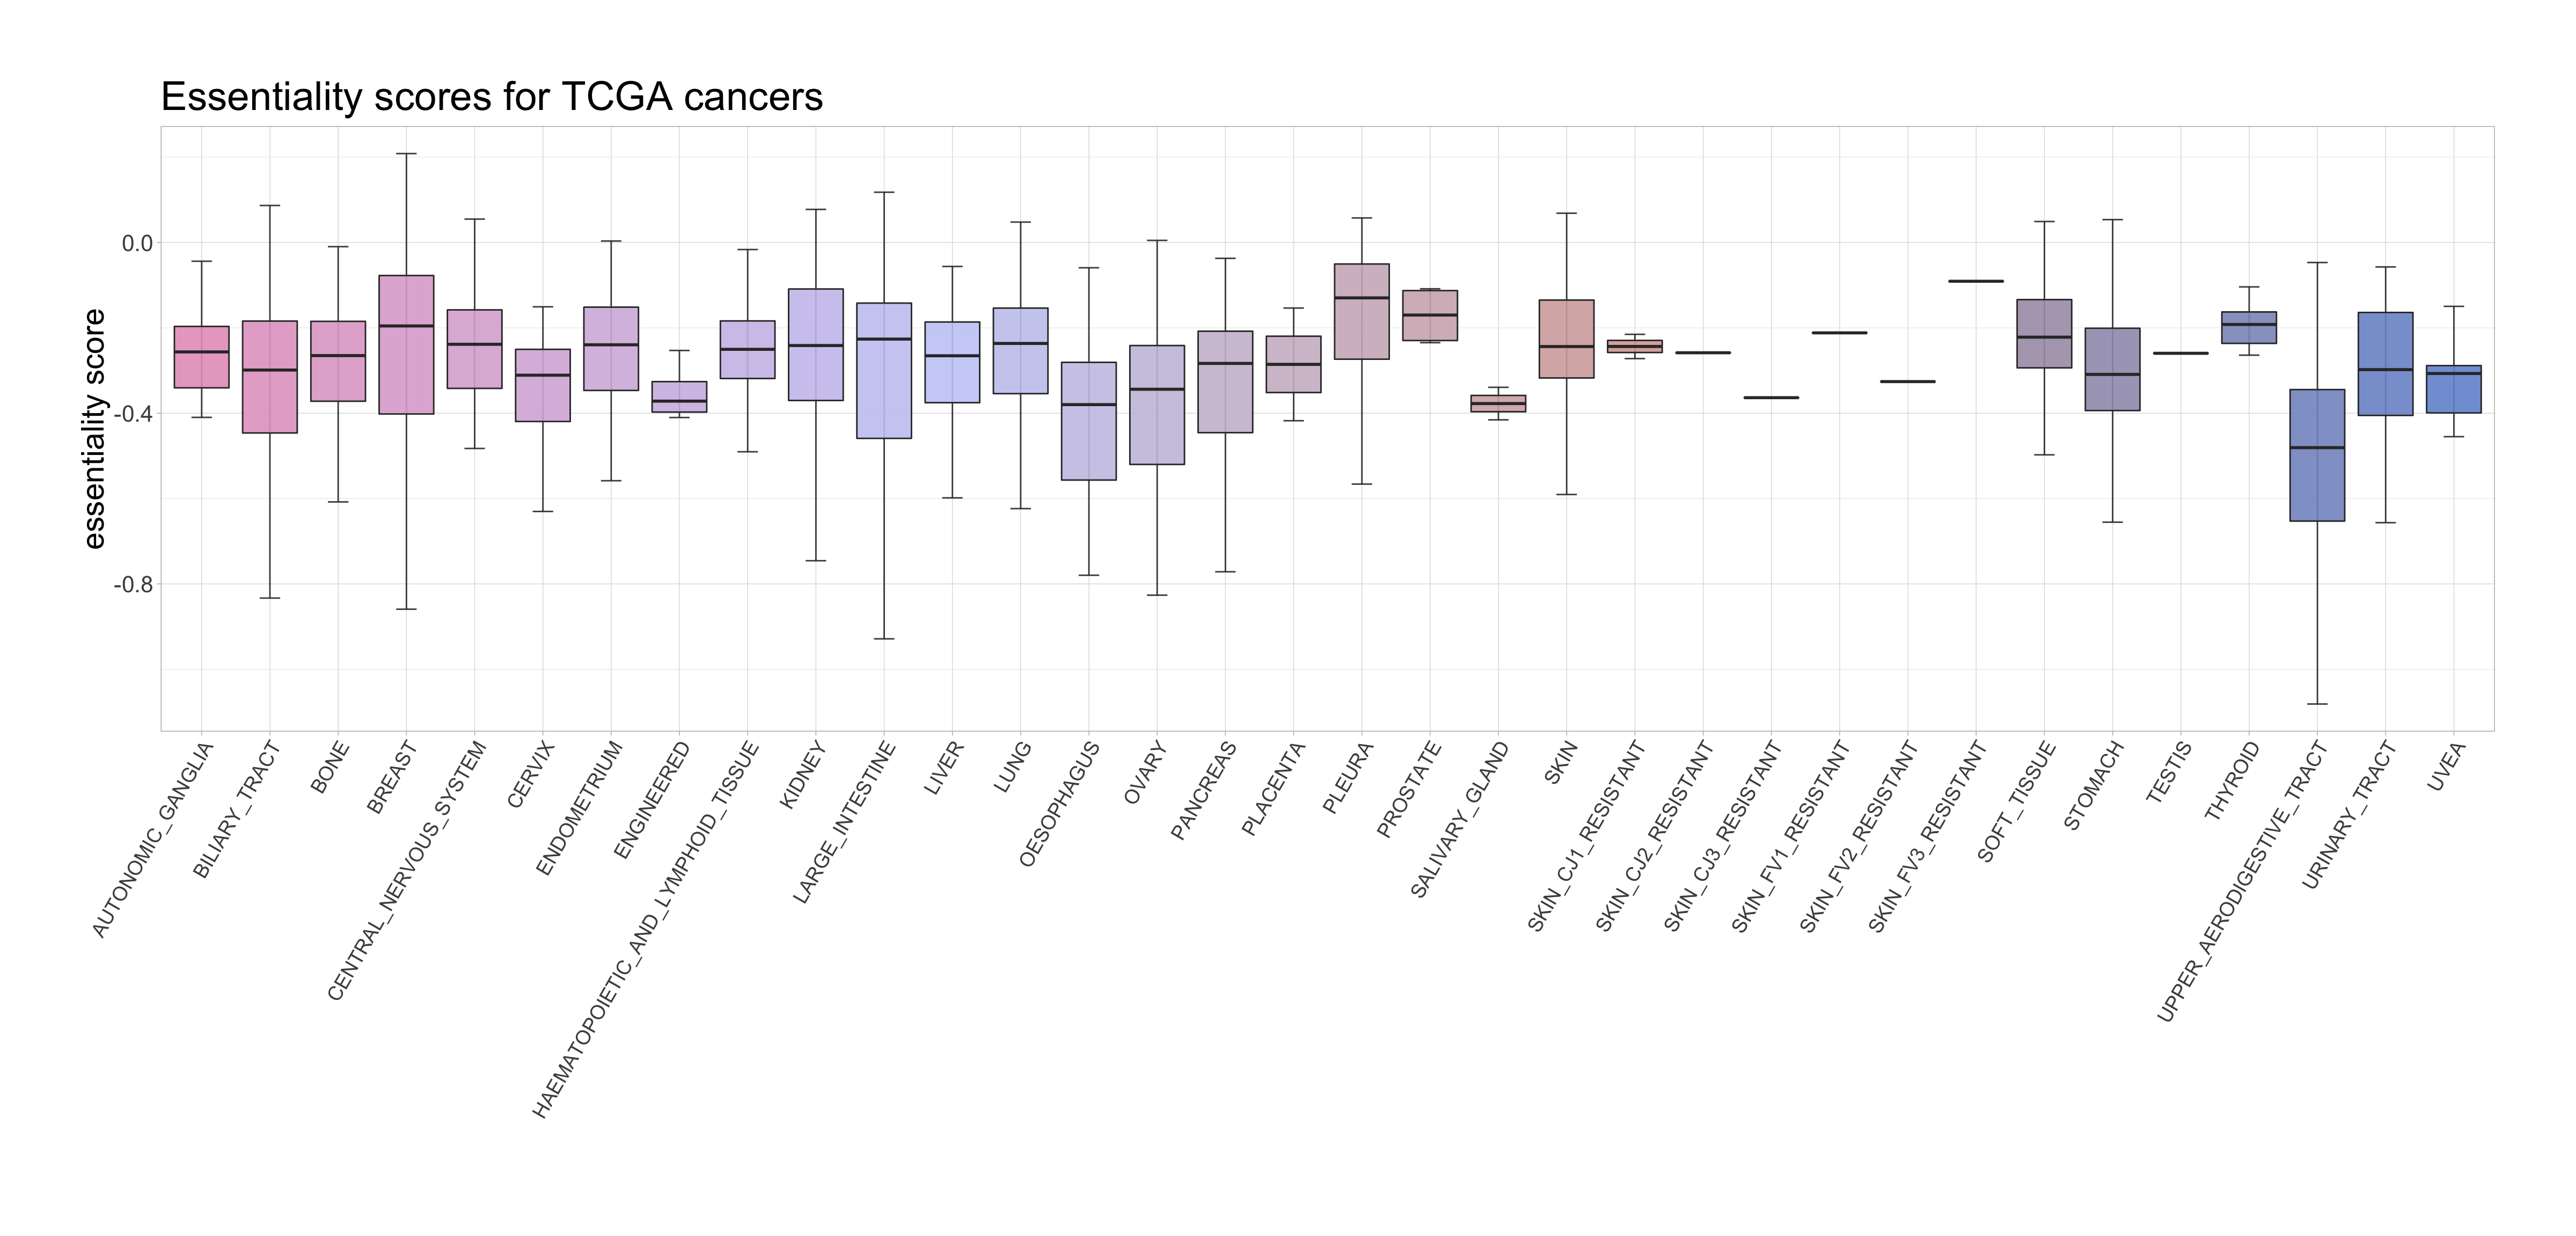 Essentiality scores for TCGA cancers
essentiality score
0.0
-0.4
-0.8
AUTONOMIC_GANGLIA
BILIARY_TRACT
BONE
BREAST
CENTRAL_NERVOUS_SYSTEM
CERVIX
ENDOMETRIUM
ENGINEERED
HAEMATOPOIETIC_AND_LYMPHOID_TISSUE
KIDNEY
LARGE_INTESTINE
LIVER
LUNG
OESOPHAGUS
OVARY
PANCREAS
PLACENTA
PLEURA
PROSTATE
SALIVARY_GLAND
SKIN
SKIN_CJ1_RESISTANT
SKIN_CJ2_RESISTANT
SKIN_CJ3_RESISTANT
SKIN_FV1_RESISTANT
SKIN_FV2_RESISTANT
SKIN_FV3_RESISTANT
SOFT_TISSUE
STOMACH
TESTIS
THYROID
UPPER_AERODIGESTIVE_TRACT
URINARY_TRACT
UVEA